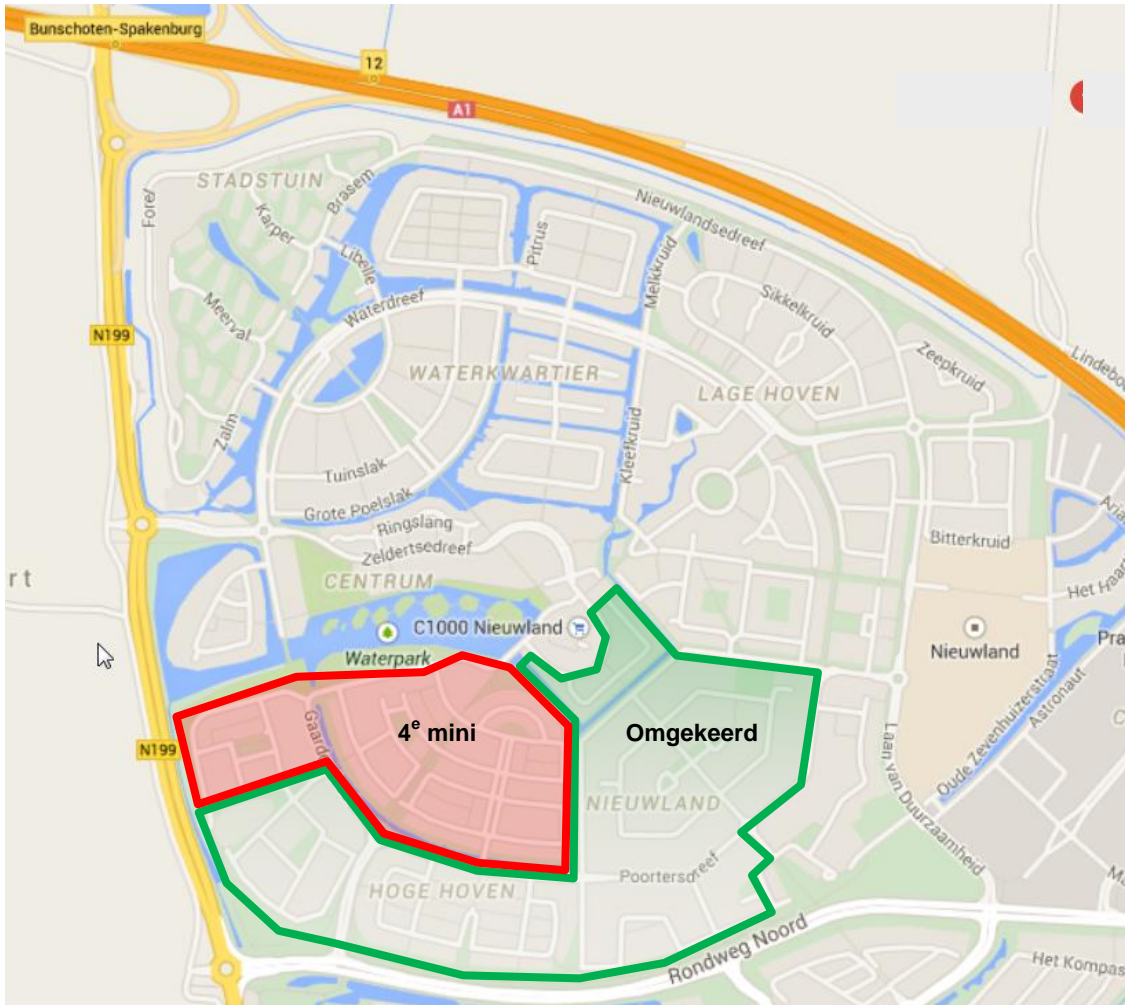 Bunschoten-Spakenburg
12
A1
STADSTUIN
Brasem
Karper
Libelle
Pitrus
Nieuwlandsedreef
Melkkruid
Sikkelkruid
Meerval
Waterdreef
N199
Zeepkruid
WATERKWARTIER
LAGE HOVEN
Zalm
Kleefkruid
Tuinslak
Grote Poelslak
Ringslang
Zeldertsedreef
Bitterkruid
rt
CENTRUM
C1000 Nieuwland
Nieuwland
Waterpark
4e mini
Omgekeerd
N199
NIEUWLAND
Oude Zevenhuizerstraat
Astronaut
Laan van Duurzaamheid
HOGE HOVEN
Poortersdreef
Rondweg Noord
Het Kompas